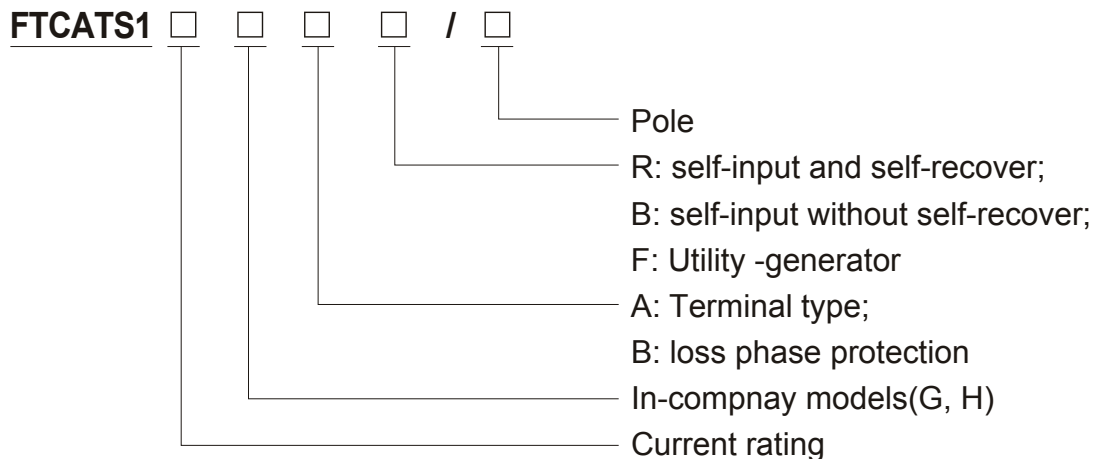 FTCATS1 □ □ □ □ / □
Pole
R: self-input and self-recover;
B: self-input without self-recover;
F: Utility -generator
A: Terminal type;
B: loss phase protection
In-compnay models(G, H)
Current rating